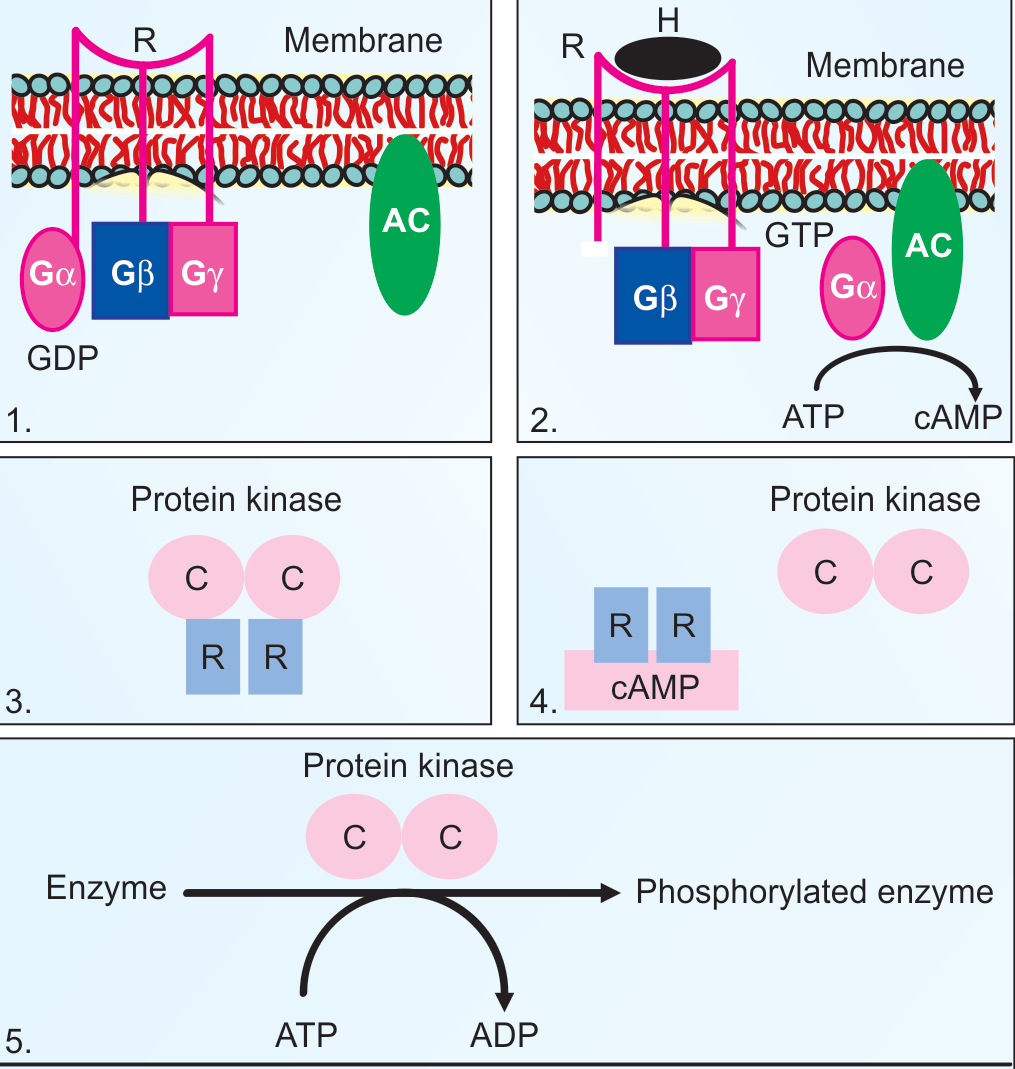 R
Membrane
AC
Gα
Gβ
Gγ
GDP
1.
H
R
Membrane
GTP
AC
Gα
Gβ
Gγ
ATP
cAMP
2.
Protein kinase
C C
R R
3.
Protein kinase
C C
R R
cAMP
4.
Protein kinase
C C
Enzyme
Phosphorylated enzyme
ATP
ADP
5.